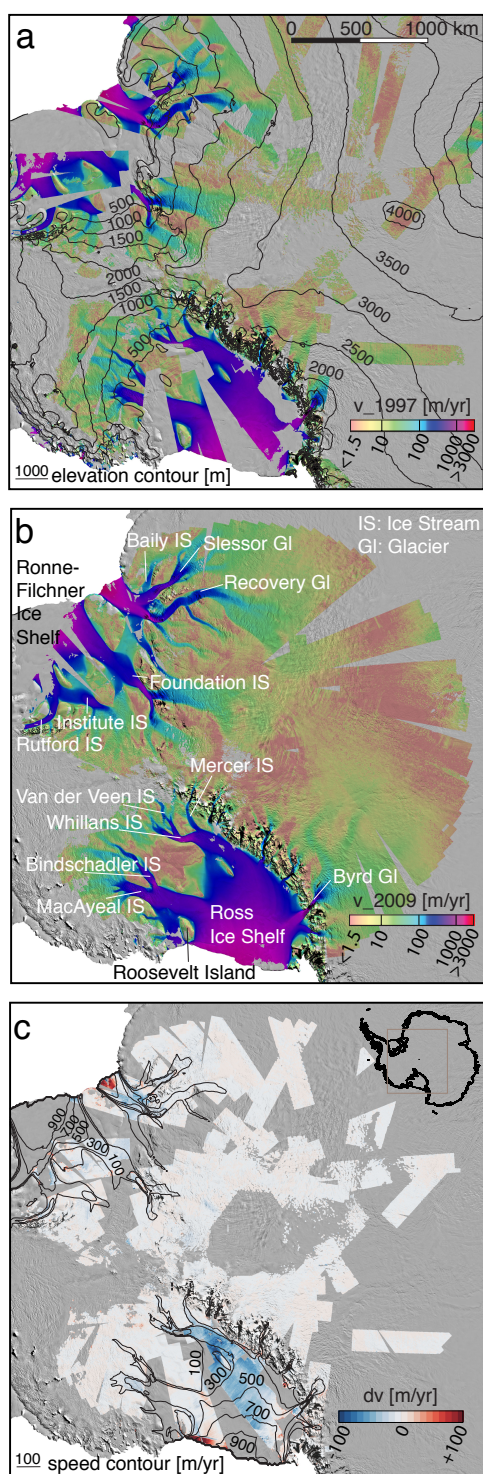 a
0 500 1000 km
500
1000
1500
2000
1500
1000
500
4000
3500
3000
2500
2000
v_1997 [m/yr]
<1.5
10
100
1000
>3000
1000 elevation contour [m]
b
IS: Ice Stream
Gl: Glacier
Baily IS
Slessor Gl
Recovery Gl
Ronne-
Filchner
Ice
Shelf
Foundation IS
Institute IS
Rutford IS
Mercer IS
Van der Veen IS
Whillans IS
Bindschadler IS
MacAyeal IS
Byrd Gl
Ross
Ice Shelf
Roosevelt Island
v_2009 [m/yr]
<1.5
10
100
1000
>3000
c
900
700
500
300
100
100
300
500
700
900
dv [m/yr]
-100
0
+100
100 speed contour [m/yr]